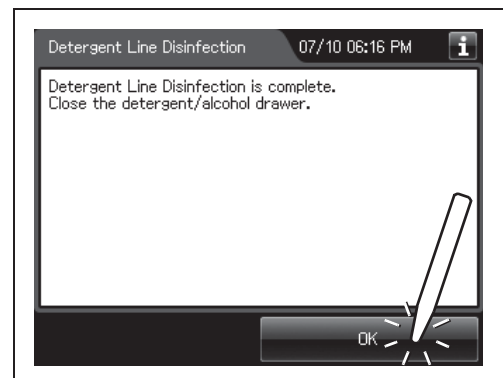 Detergent Line Disinfection 07/10 06:16 PM i
Detergent Line Disinfection is complete.
Close the detergent/alcohol drawer.
OK